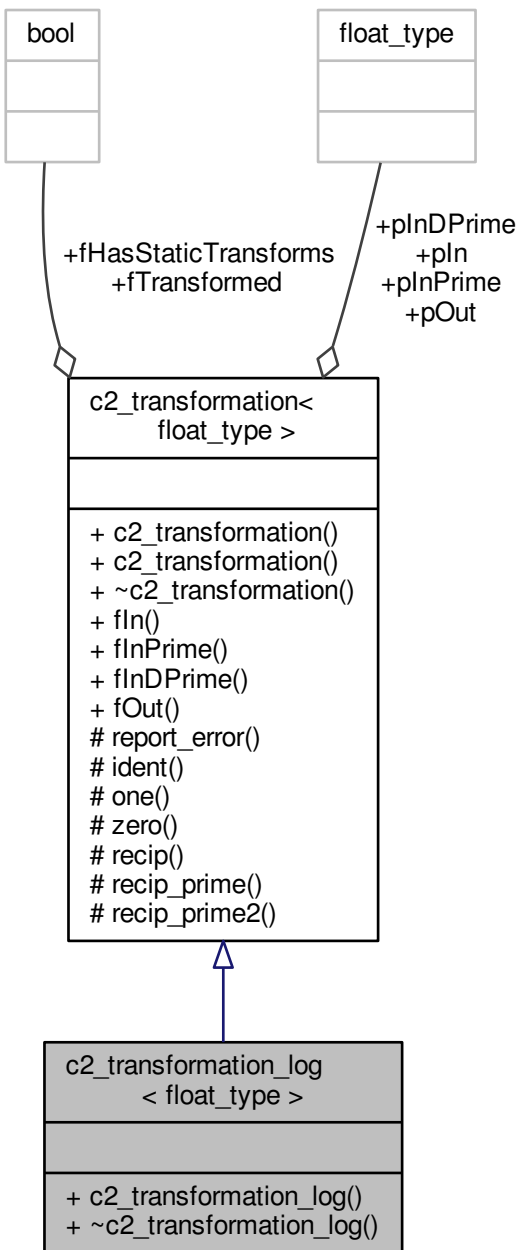 bool
float_type
+fHasStaticTransforms
+fTransformed
+pInDPrime
+pIn
+pInPrime
+pOut
c2_transformation<
float_type >
+ c2_transformation()
+ c2_transformation()
+ ~c2_transformation()
+ fIn()
+ fInPrime()
+ fInDPrime()
+ fOut()
# report_error()
# ident()
# one()
# zero()
# recip()
# recip_prime()
# recip_prime2()
c2_transformation_log
< float_type >
+ c2_transformation_log()
+ ~c2_transformation_log()